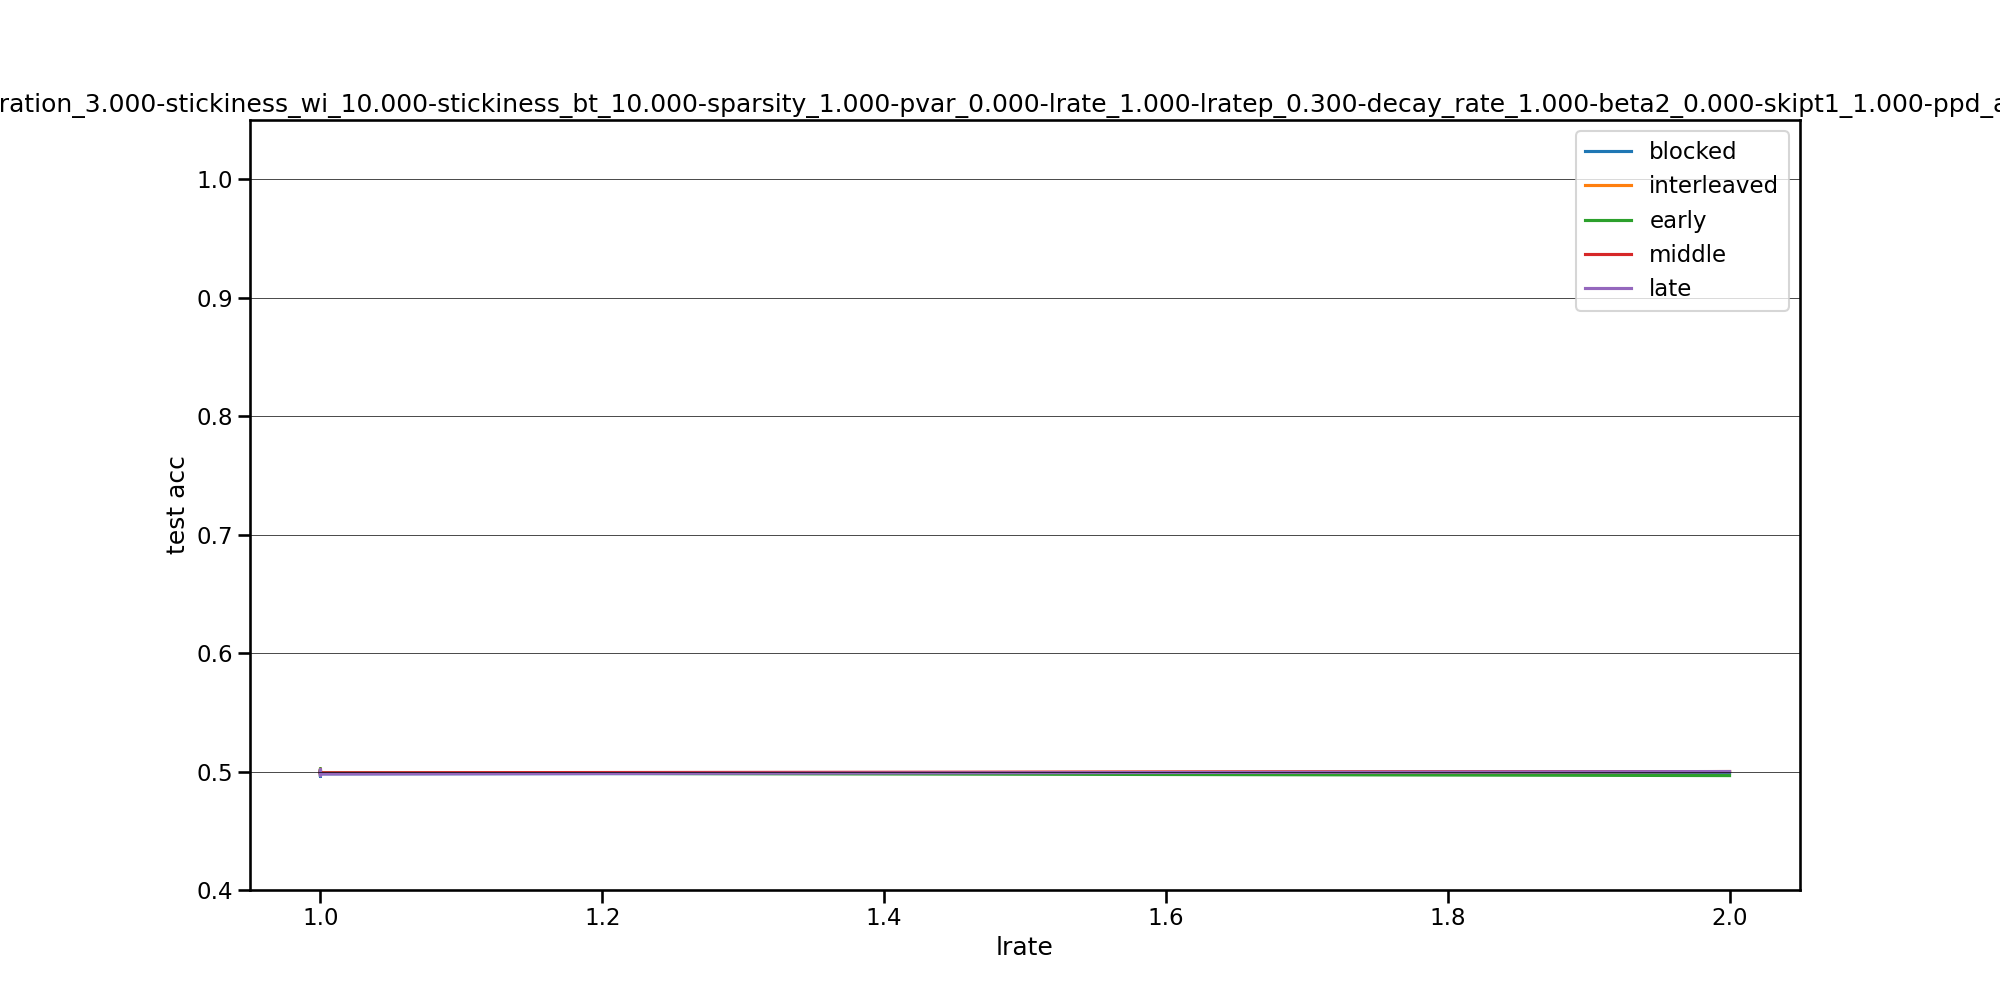 ration_3.000-stickiness_wi_10.000-stickiness_bt_10.000-sparsity_1.000-pvar_0.000-lrate_1.000-lratep_0.300-decay_rate_1.000-beta2_0.000-skipt1_1.000-ppd_a
blocked
interleaved
early
middle
late
1.0
0.9
0.8
0.7
0.6
0.5
0.4
test acc
1.0 1.2 1.4 1.6 1.8 2.0
lrate